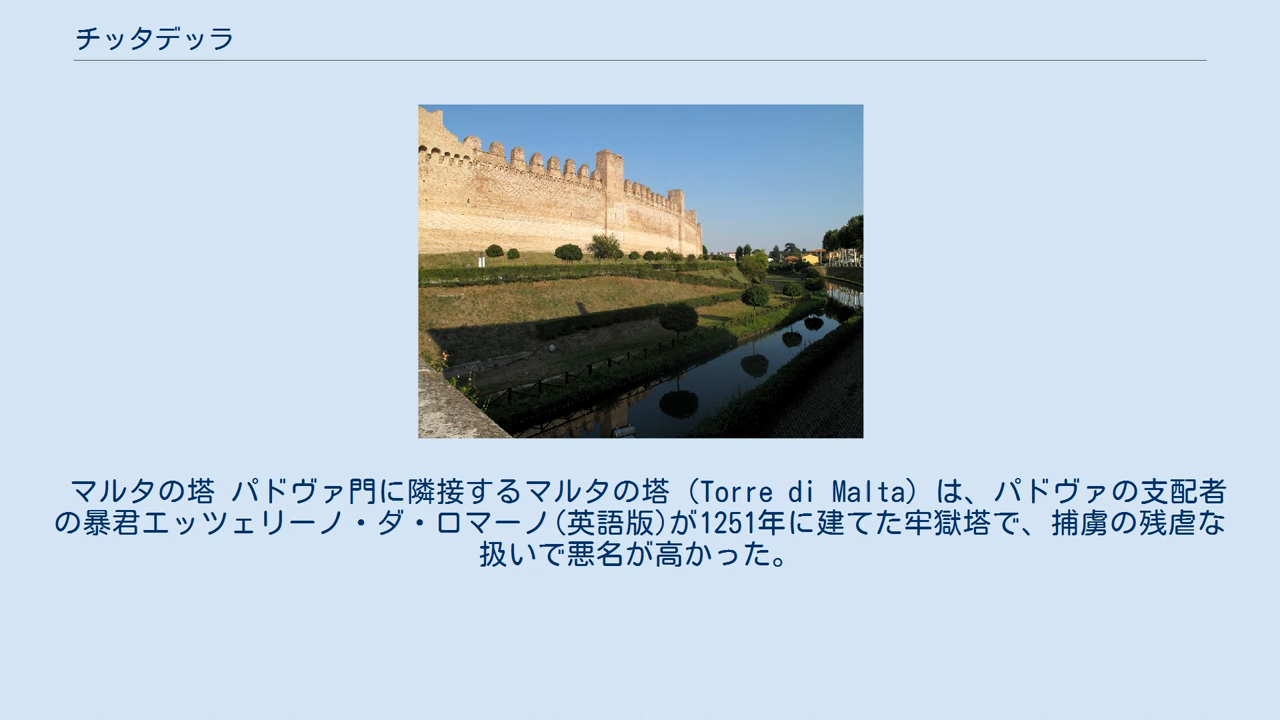 チッタデッラ
マルタの塔 パドヴァ門に隣接するマルタの塔 (Torre di Malta) は、パドヴァの支配者
の暴君エッツェリーノ・ダ・ロマーノ(英語版)が1251年に建てた牢獄塔で、捕虜の残虐な
扱いで悪名が高かった。